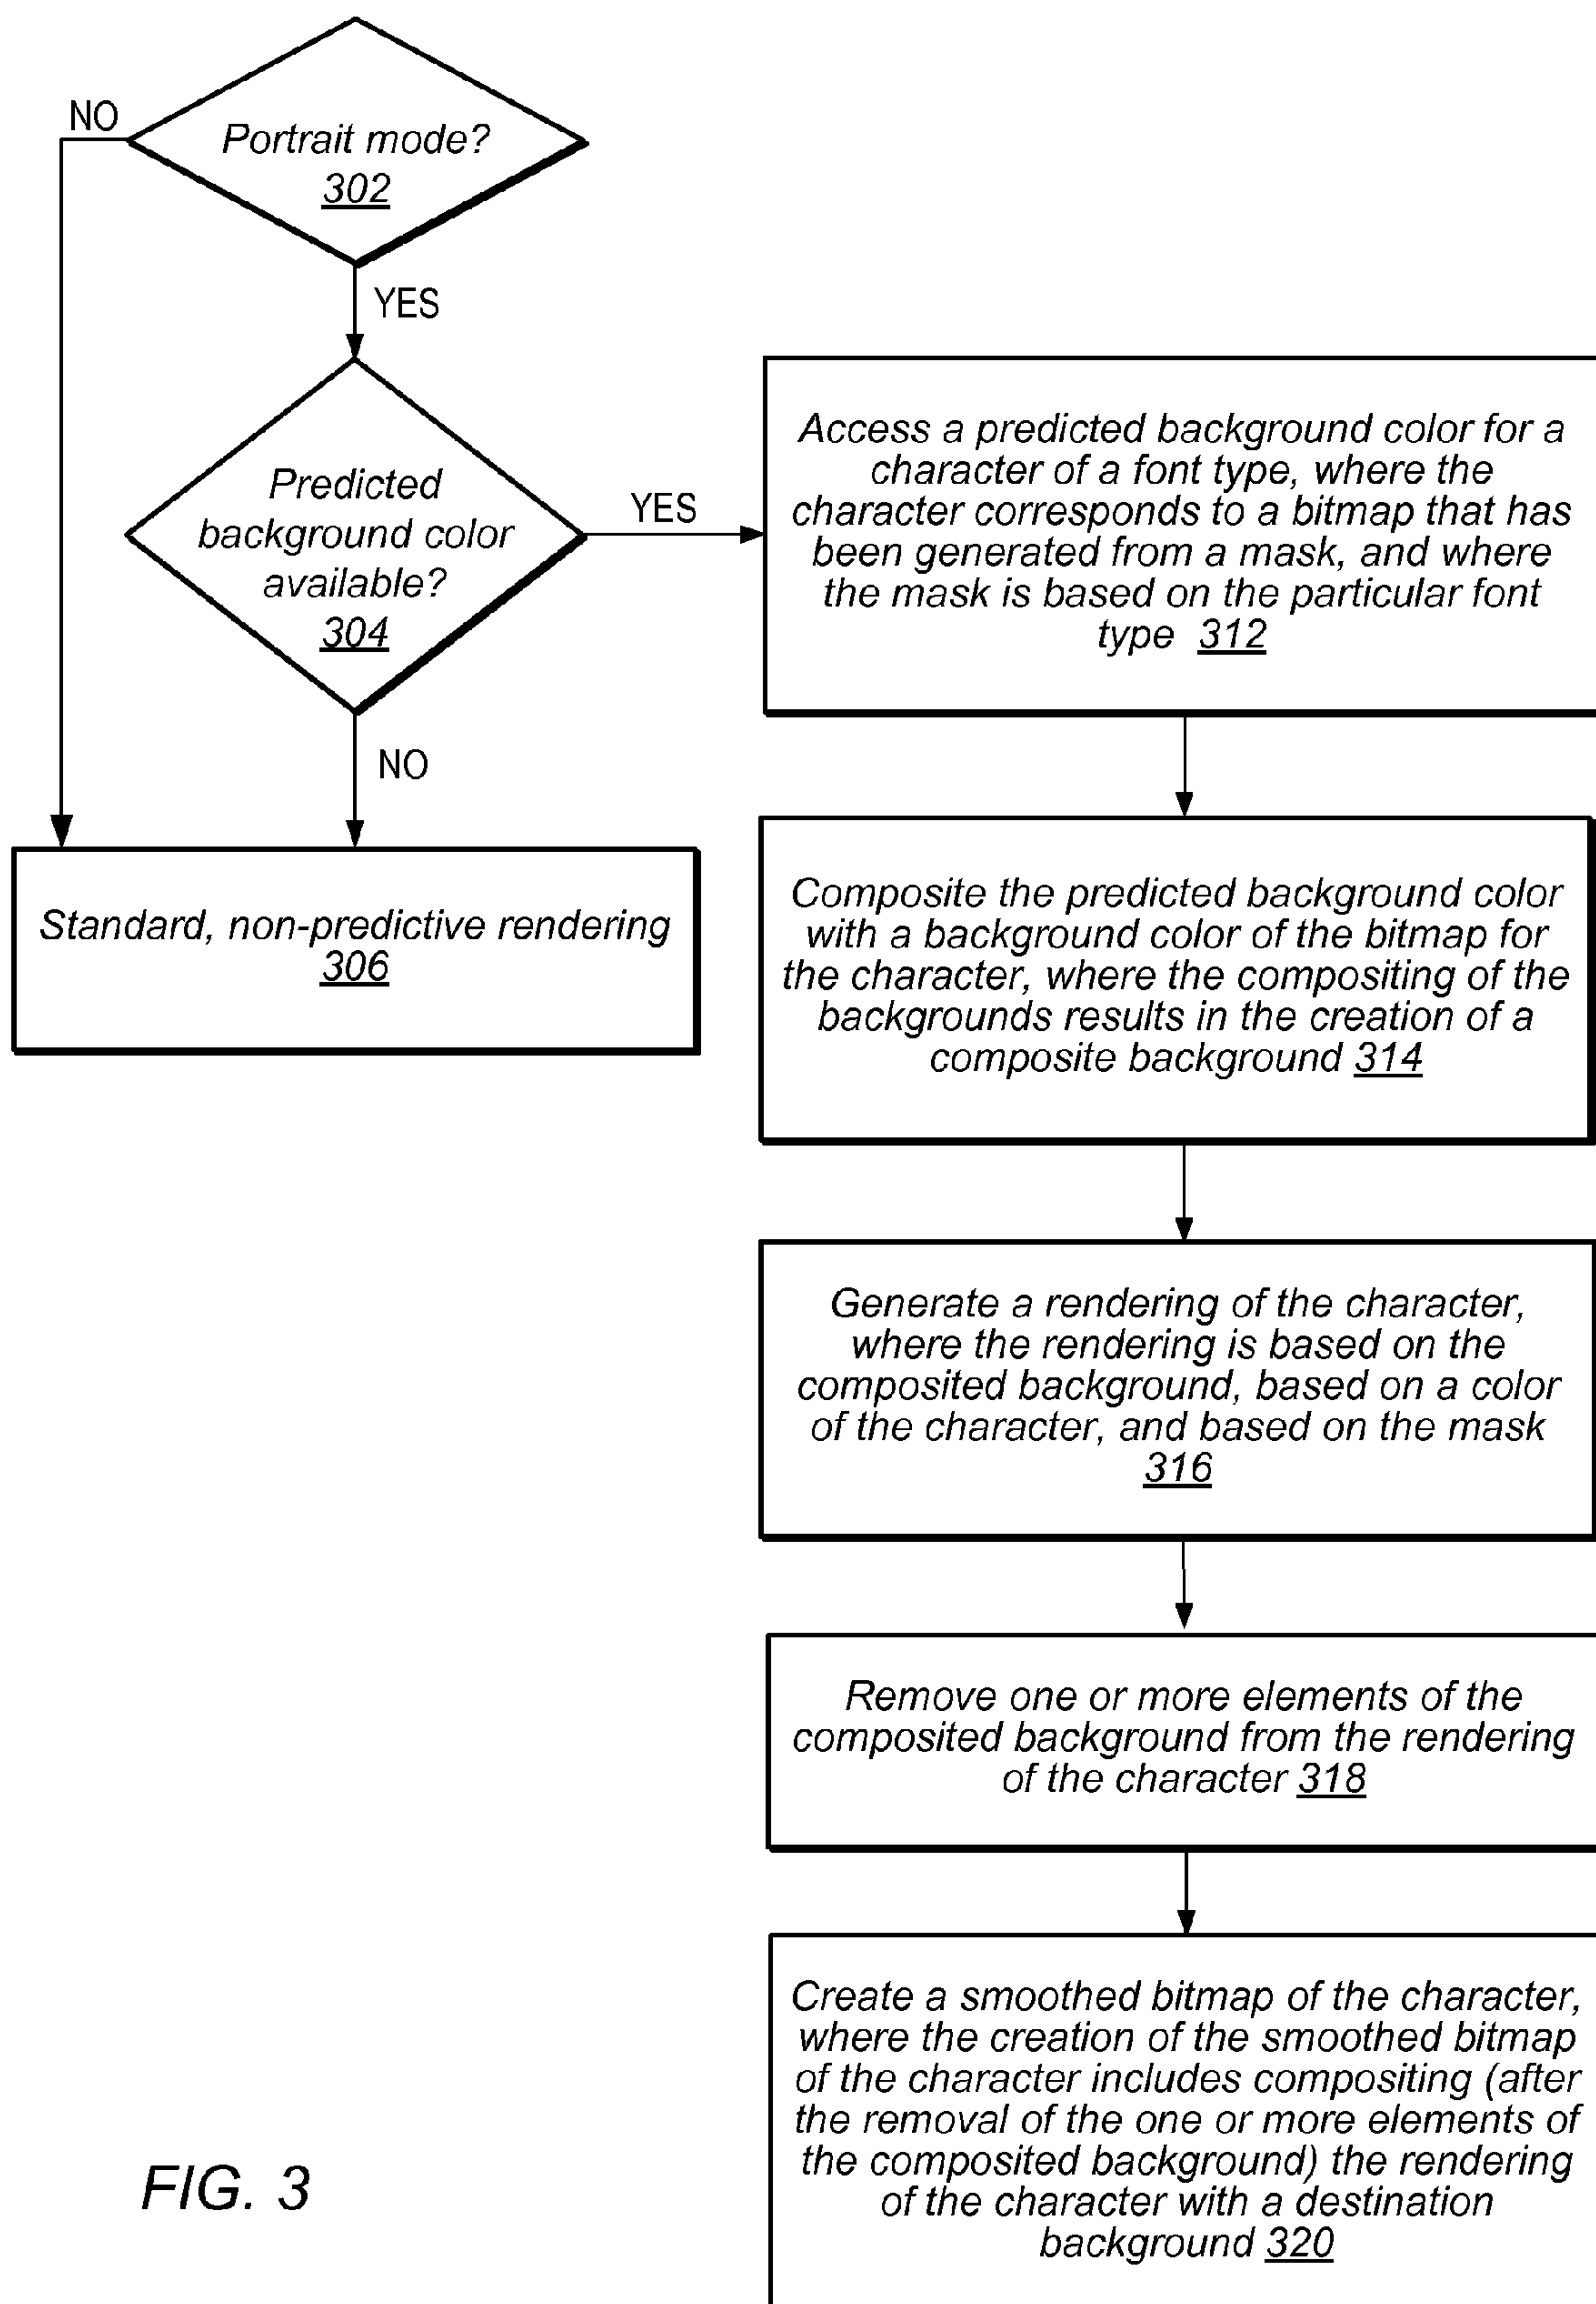 NO
Portrait mode?
302
YES
Predicted
background color
available?
304
YES
NO
Standard, non-predictive rendering
306
Access a predicted background color for a
character of a font type, where the
character corresponds to a bitmap that has
been generated from a mask, and where
the mask is based on the particular font
type 312
Composite the predicted background color
with a background color of the bitmap for
the character, where the compositing of the
backgrounds results in the creation of a
composite background 314
Generate a rendering of the character,
where the rendering is based on the
composited background, based on a color
of the character, and based on the mask
316
Remove one or more elements of the
composited background from the rendering
of the character 318
Create a smoothed bitmap of the character,
where the creation of the smoothed bitmap
of the character includes compositing (after
the removal of the one or more elements of
the composited background) the rendering
of the character with a destination
background 320
FIG. 3